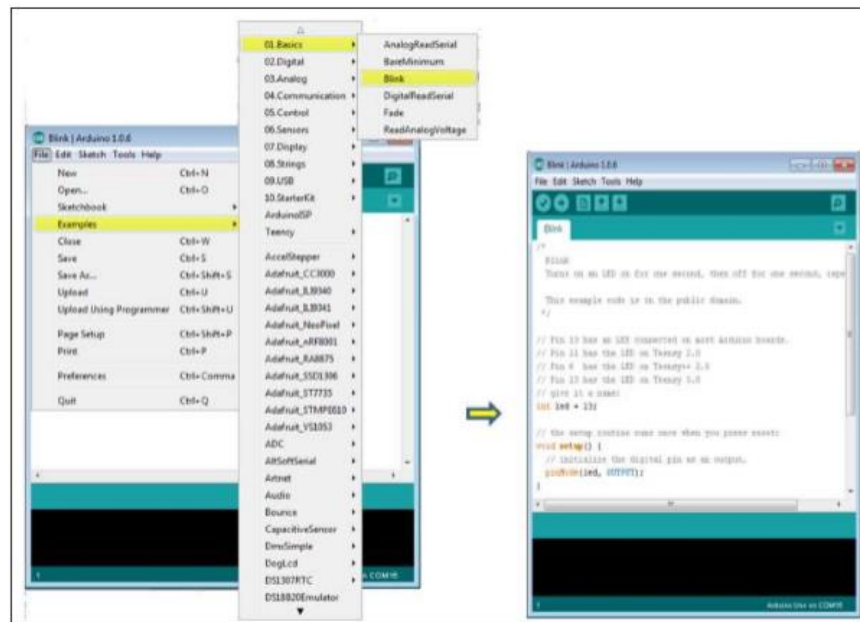 01.Basics
02.Digital
03.Analog
04.Communication
05.Control
06.Sensors
07.Display
08.Strings
09.USB
10.StarterKit
ArduinoISP
Teensy
AccelStepper
Adafruit_CC3000
Adafruit_ILI9340
Adafruit_ILI9341
Adafruit_NeoPixel
Adafruit_nRF8001
Adafruit_RA8875
Adafruit_SSD1306
Adafruit_ST7735
Adafruit_STMPE610
Adafruit_VS1053
ADC
AltSoftSerial
Artnet
Audio
Bounce
CapacitiveSensor
DmxSimple
DogLcd
DS1307RTC
DS18B20Emulator
AnalogReadSerial
BareMinimum
Blink
DigitalReadSerial
Fade
ReadAnalogVoltage
Blink | Arduino 1.0.6
File Edit Sketch Tools Help
New Ctrl+N
Open... Ctrl+O
Sketchbook
Examples
Close Ctrl+W
Save Ctrl+S
Save As... Ctrl+Shift+S
Upload Ctrl+U
Upload Using Programmer Ctrl+Shift+U
Page Setup Ctrl+Shift+P
Print Ctrl+P
Preferences Ctrl+Comma
Quit Ctrl+Q
1
COM16
Blink | Arduino 1.0.6
File Edit Sketch Tools Help
Blink
/*
Blink
Turns on an LED on for one second, then off for one second, repe
This example code is in the public domain.
*/
// Pin 13 has an LED connected on most Arduino boards.
// Pin 11 has the LED on Teensy 2.0
// Pin 6 has the LED on Teensy++ 2.0
// Pin 13 has the LED on Teensy 3.0
// give it a name:
int led = 13;
// the setup routine runs once when you press reset:
void setup() {
// initialize the digital pin as an output.
pinMode(led, OUTPUT);
}
1
Arduino Uno on COM16